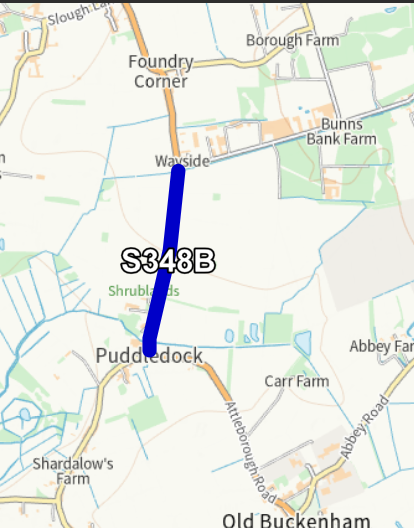 Slough La
Borough Farm
Foundry
Corner
Bunns
Bank Farm
Wayside
S348B
Shrublands
Puddledock
Abbey Far
Carr Farm
Attleborough Road
Abbey Road
Shardalow's
Farm
Old Buckenham